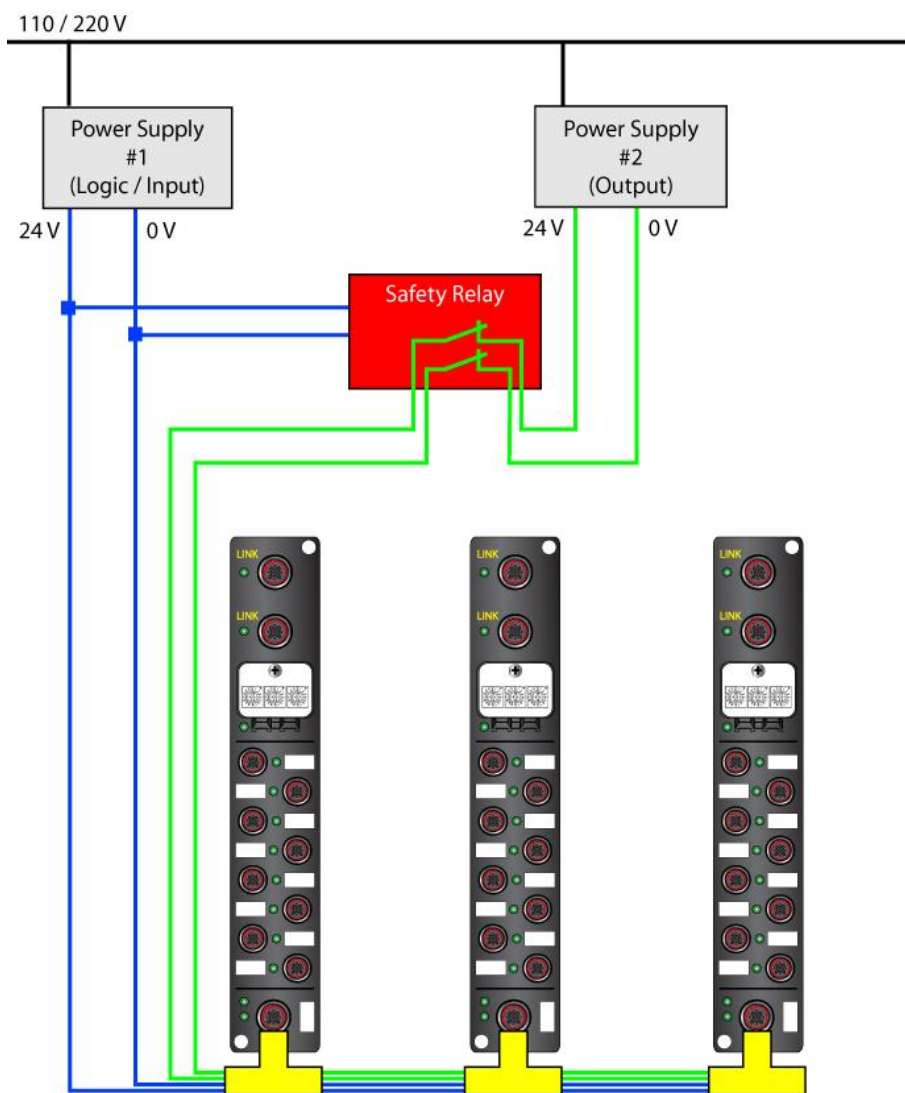 110 / 220 V
Power Supply
#1
(Logic / Input)
Power Supply
#2
(Output)
24 V
0 V
24 V
0 V
Safety Relay
LINK
LINK
LINK
LINK
LINK
LINK